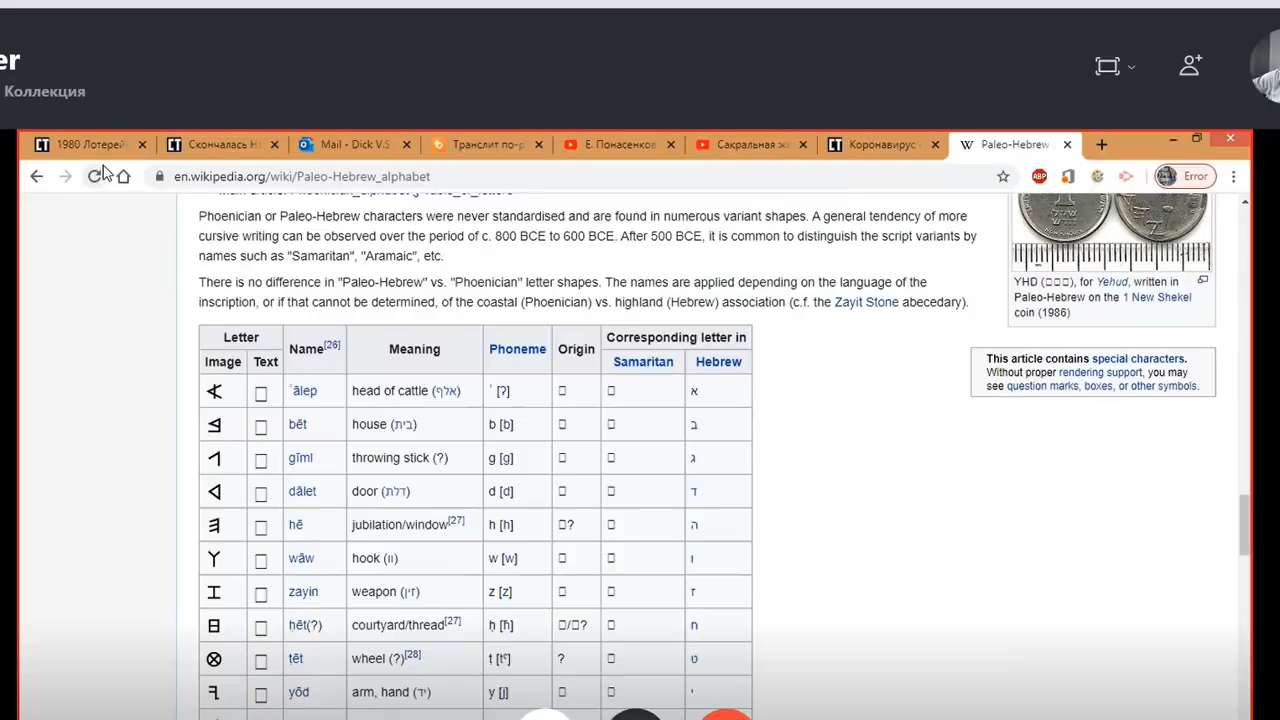 er
Коллекция
1980 Лотерей
Скончалась Н
Mail - Dick V.S
Транслит по-р
Е. Понасенков
Сакральная ж
Коронавирус
Paleo-Hebrew
en.wikipedia.org/wiki/Paleo-Hebrew_alphabet
ABP
Error
Phoenician or Paleo-Hebrew characters were never standardised and are found in numerous variant shapes. A general tendency of more
cursive writing can be observed over the period of c. 800 BCE to 600 BCE. After 500 BCE, it is common to distinguish the script variants by
names such as "Samaritan", "Aramaic", etc.
There is no difference in "Paleo-Hebrew" vs. "Phoenician" letter shapes. The names are applied depending on the language of the
inscription, or if that cannot be determined, of the coastal (Phoenician) vs. highland (Hebrew) association (c.f. the Zayit Stone abecedary).
YHD (□□□), for Yehud, written in
Paleo-Hebrew on the 1 New Shekel
coin (1986)
This article contains special characters.
Without proper rendering support, you may
see question marks, boxes, or other symbols.
Letter Name[26] Meaning Phoneme Origin Corresponding letter in
Image Text Samaritan Hebrew
𐤀 □ ʾālep head of cattle (אלף) ʾ [ʔ] □ □ א
𐤁 □ bēt house (בית) b [b] □ □ ב
𐤂 □ gīml throwing stick (?) g [g] □ □ ג
𐤃 □ dālet door (דלת) d [d] □ □ ד
𐤄 □ hē jubilation/window[27] h [h] □? □ ה
𐤅 □ wāw hook (וו) w [w] □ □ ו
𐤆 □ zayin weapon (זין) z [z] □ □ ז
𐤇 □ ḥēt(?) courtyard/thread[27] ḥ [ħ] □/□? □ ח
𐤈 □ ṭēt wheel (?)[28] ṭ [tˤ] ? □ ט
𐤉 □ yōd arm, hand (יד) y [j] □ □ י